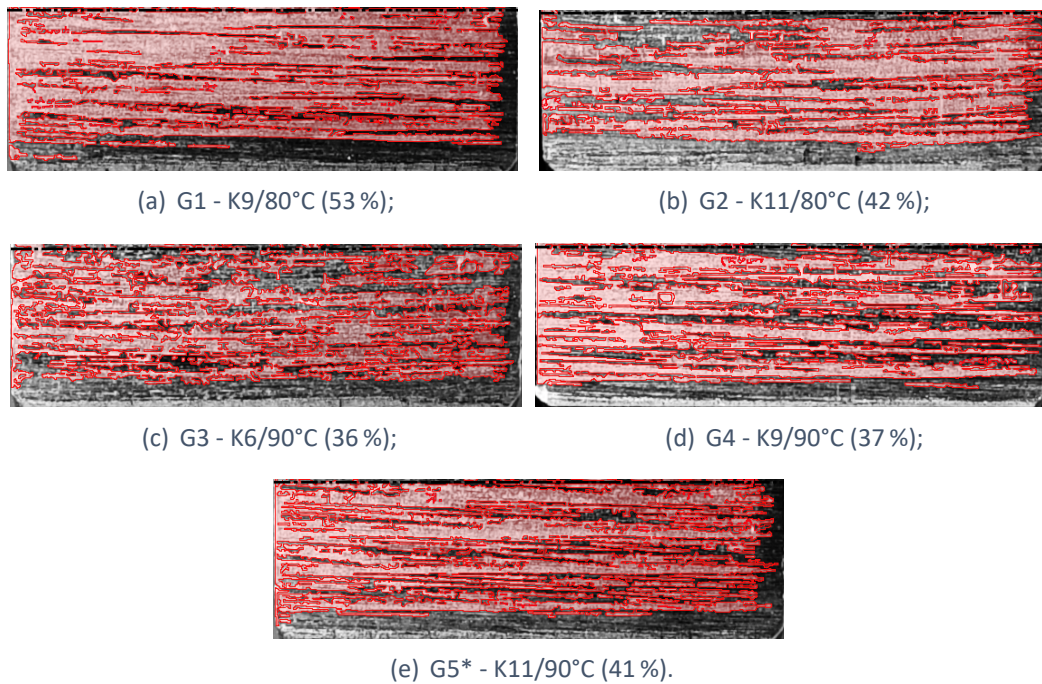 (a) G1 - K9/80°C (53 %);
(b) G2 - K11/80°C (42 %);
(c) G3 - K6/90°C (36 %);
(d) G4 - K9/90°C (37 %);
(e) G5* - K11/90°C (41 %).